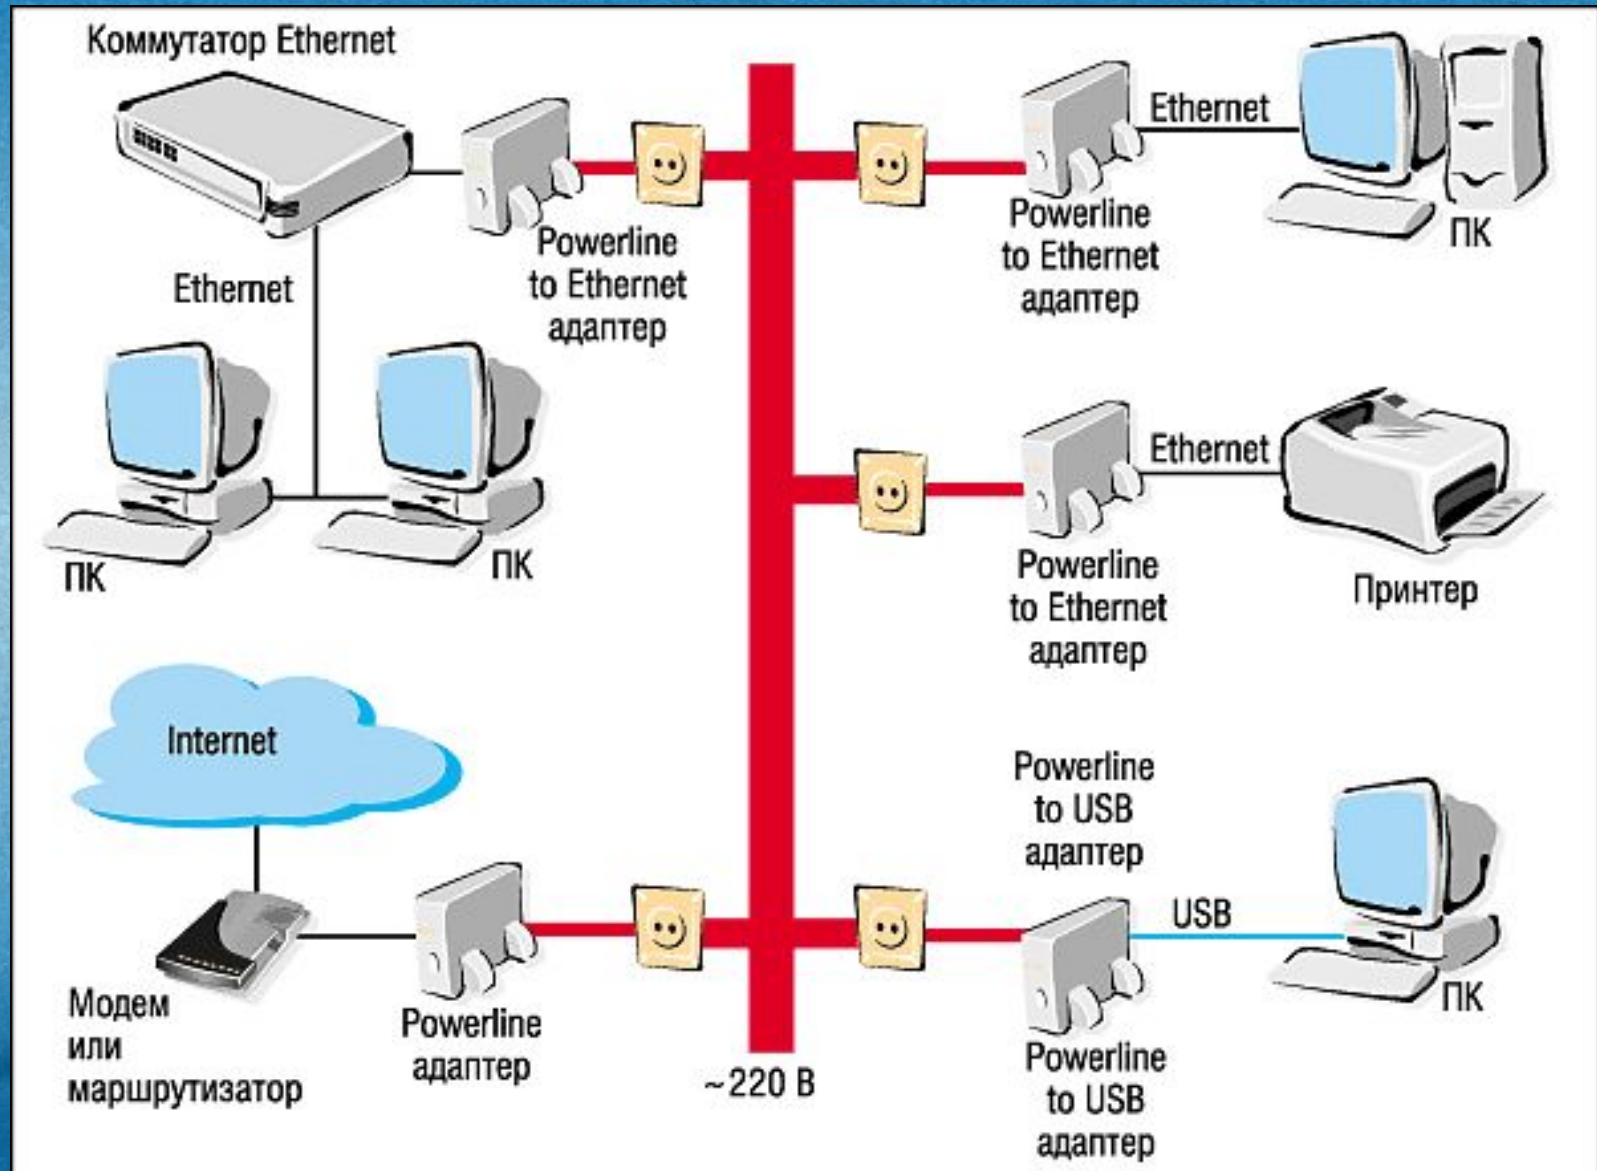 Коммутатор Ethernet
Powerline
to Ethernet
адаптер
Ethernet
ПК
ПК
Ethernet
Powerline
to Ethernet
адаптер
ПК
Ethernet
Powerline
to Ethernet
адаптер
Принтер
Internet
Модем
или
маршрутизатор
Powerline
адаптер
~220 В
Powerline
to USB
адаптер
USB
ПК
Powerline
to USB
адаптер